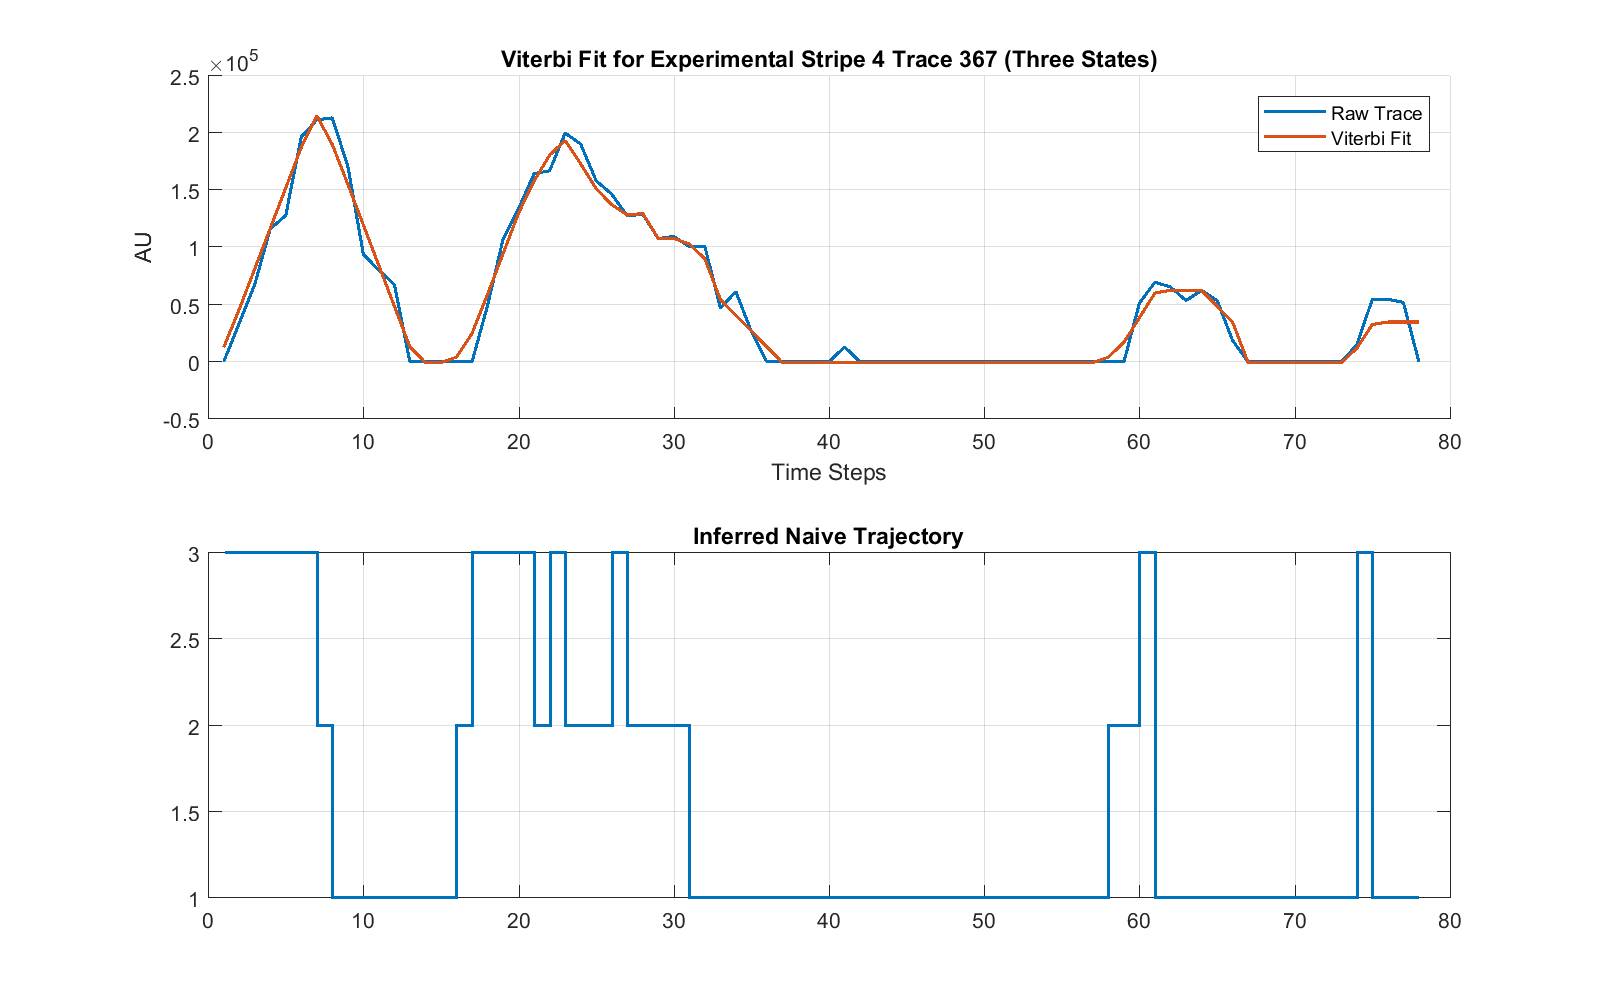 Viterbi Fit for Experimental Stripe 4 Trace 367 (Three States)
×10^5
2.5
2
1.5
1
0.5
0
-0.5
AU
Raw Trace
Viterbi Fit
0 10 20 30 40 50 60 70 80
Time Steps
Inferred Naive Trajectory
3
2.5
2
1.5
1
0 10 20 30 40 50 60 70 80